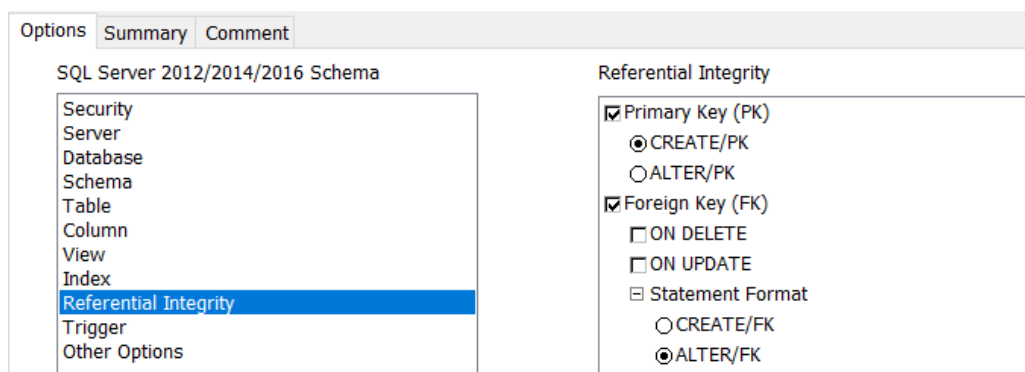 Options Summary Comment
SQL Server 2012/2014/2016 Schema
Security
Server
Database
Schema
Table
Column
View
Index
Referential Integrity
Trigger
Other Options
Referential Integrity
Primary Key (PK)
CREATE/PK
ALTER/PK
Foreign Key (FK)
ON DELETE
ON UPDATE
Statement Format
CREATE/FK
ALTER/FK